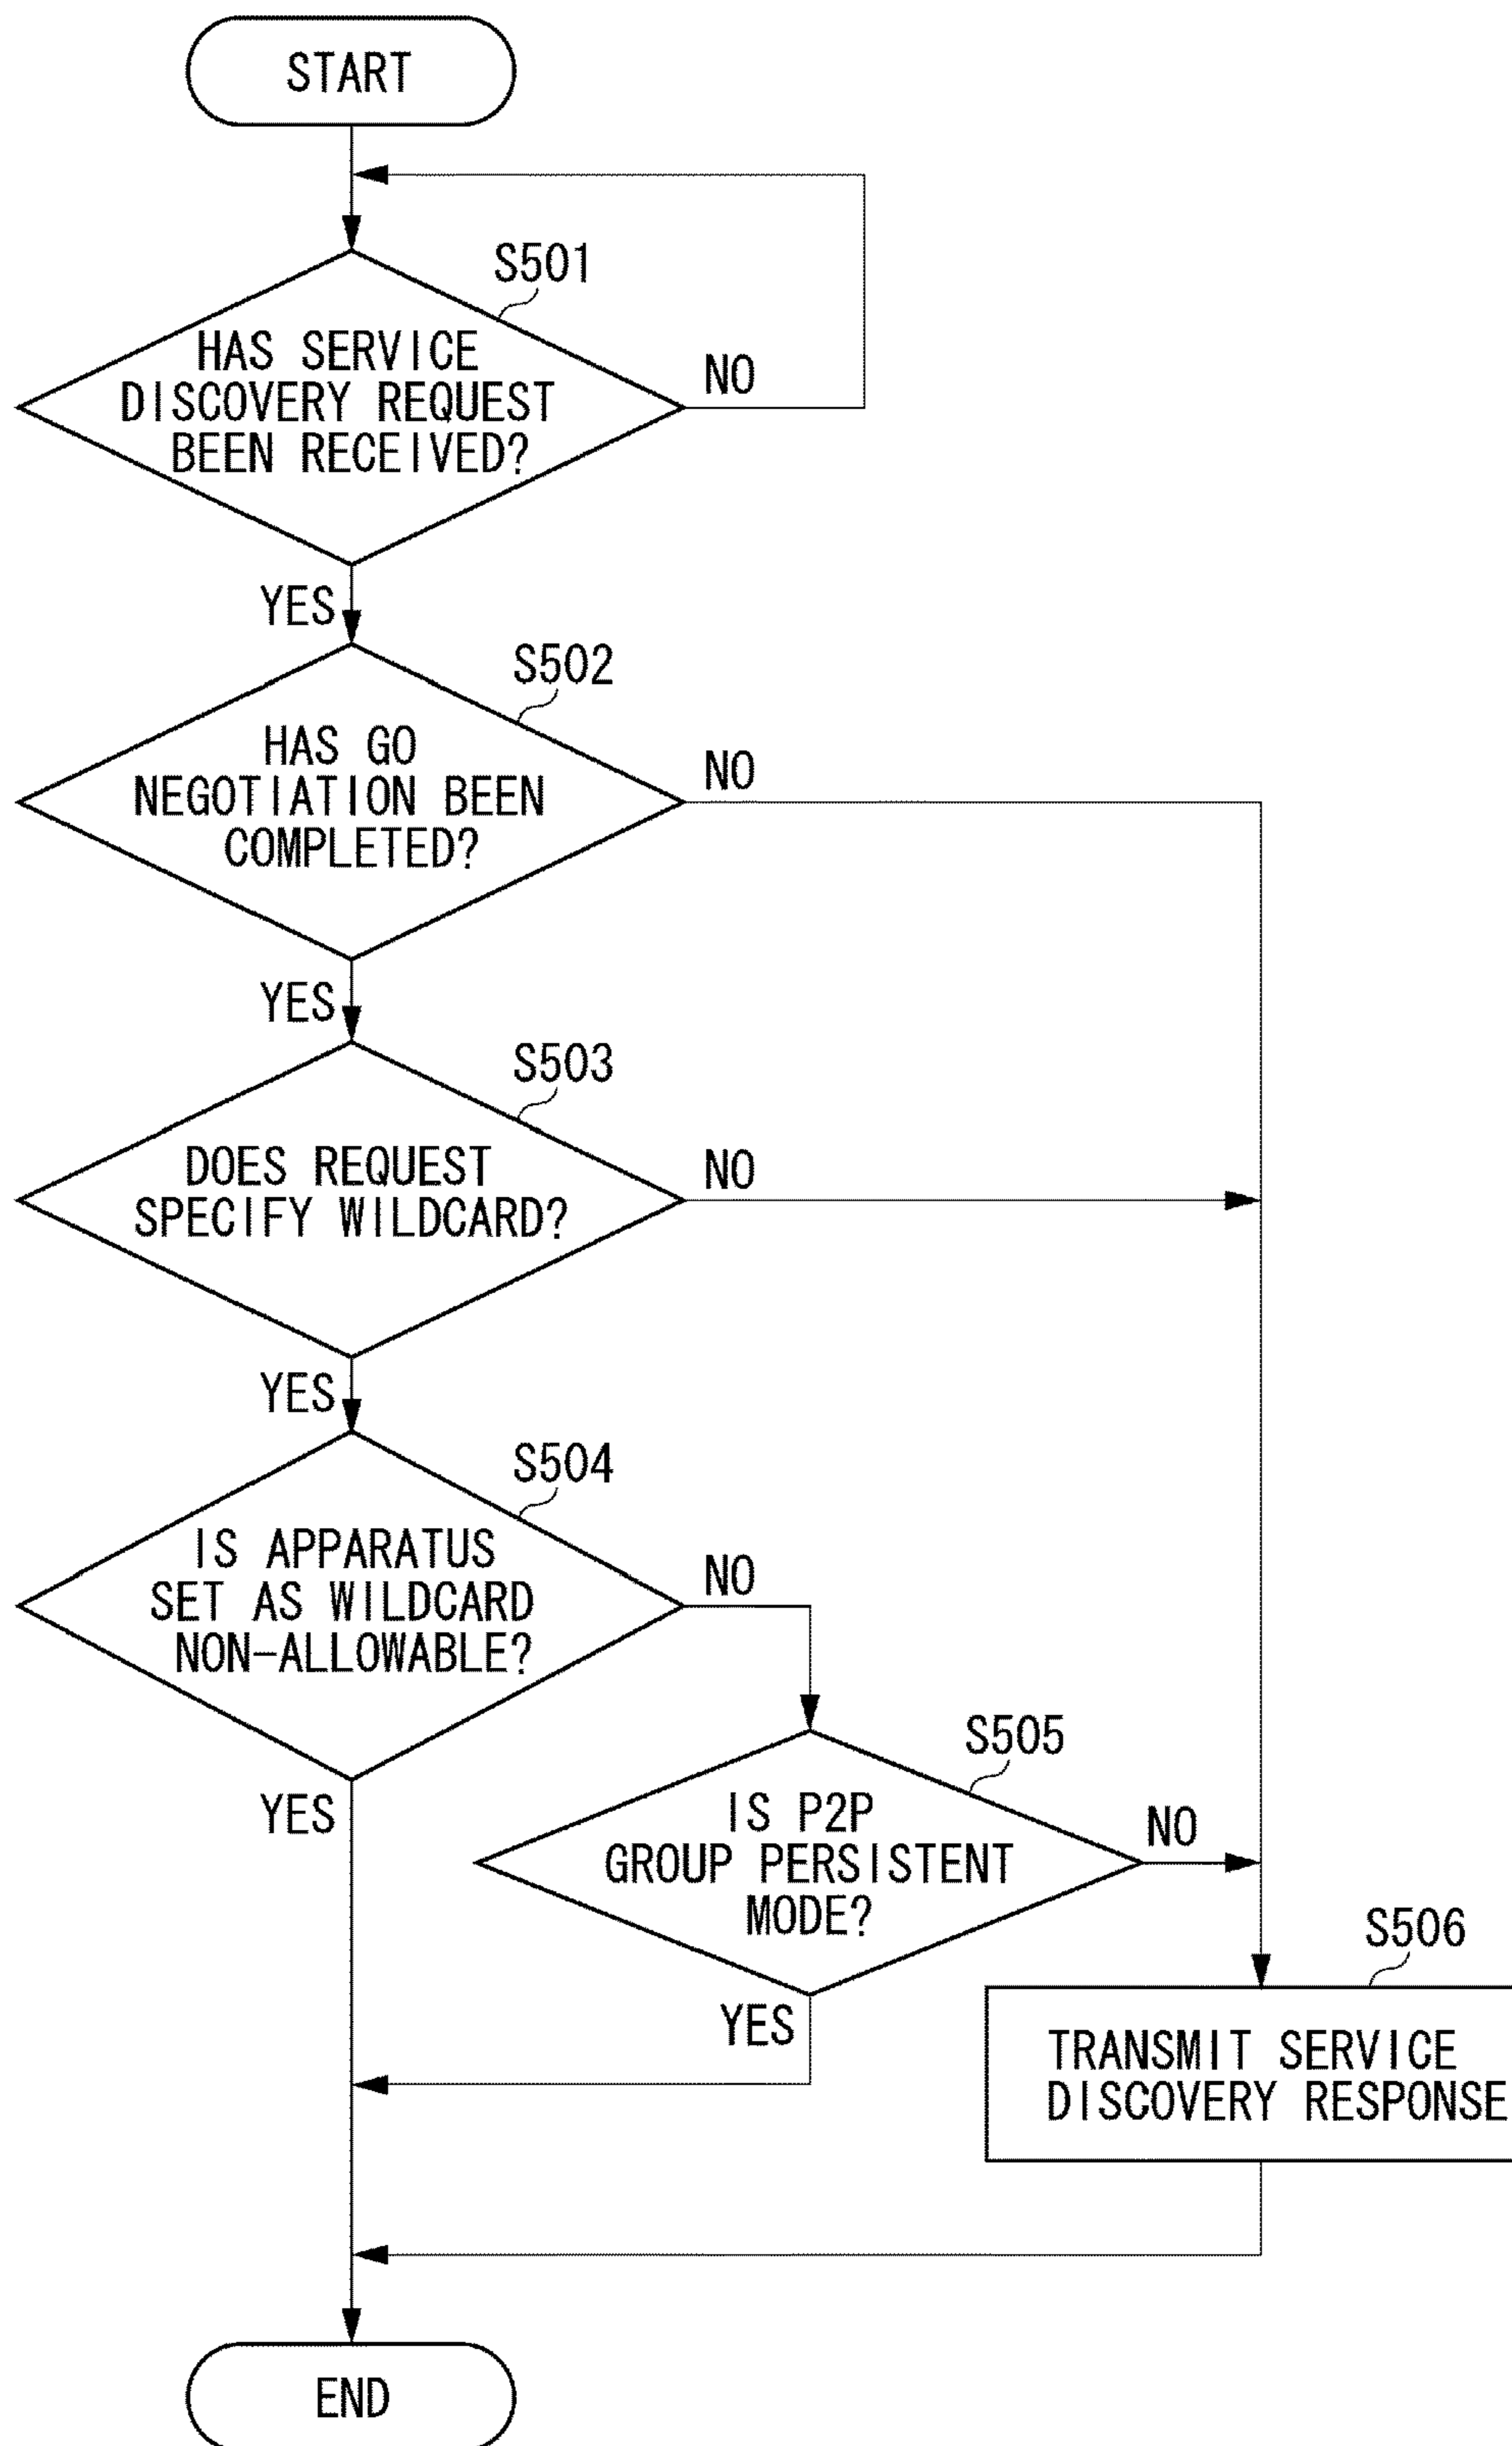 START
S501
HAS SERVICE
DISCOVERY REQUEST
BEEN RECEIVED?
NO
YES
S502
HAS GO
NEGOTIATION BEEN
COMPLETED?
NO
YES
S503
DOES REQUEST
SPECIFY WILDCARD?
NO
YES
S504
IS APPARATUS
SET AS WILDCARD
NON-ALLOWABLE?
NO
YES
S505
IS P2P
GROUP PERSISTENT
MODE?
NO
YES
S506
TRANSMIT SERVICE
DISCOVERY RESPONSE
END